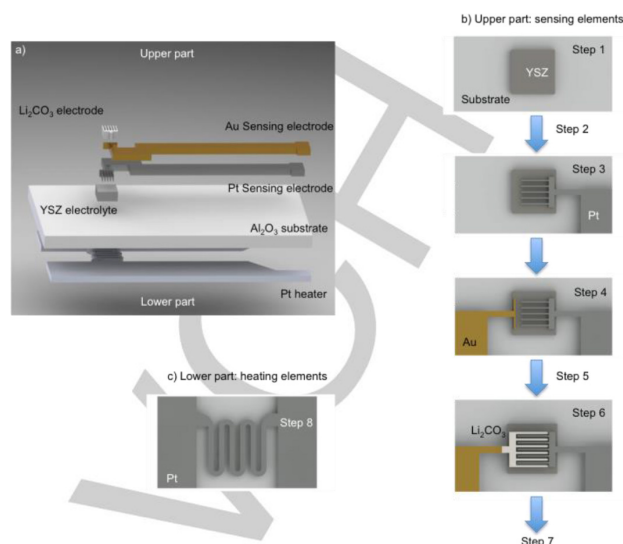 b) Upper part: sensing elements
a)
Upper part
Li2CO3 electrode
Au Sensing electrode
Pt Sensing electrode
YSZ electrolyte
Al2O3 substrate
Pt heater
Lower part
Step 1
YSZ
Substrate
Step 2
Step 3
Pt
Step 4
Au
Step 5
Step 6
Li2CO3
Step 7
c) Lower part: heating elements
Step 8
Pt